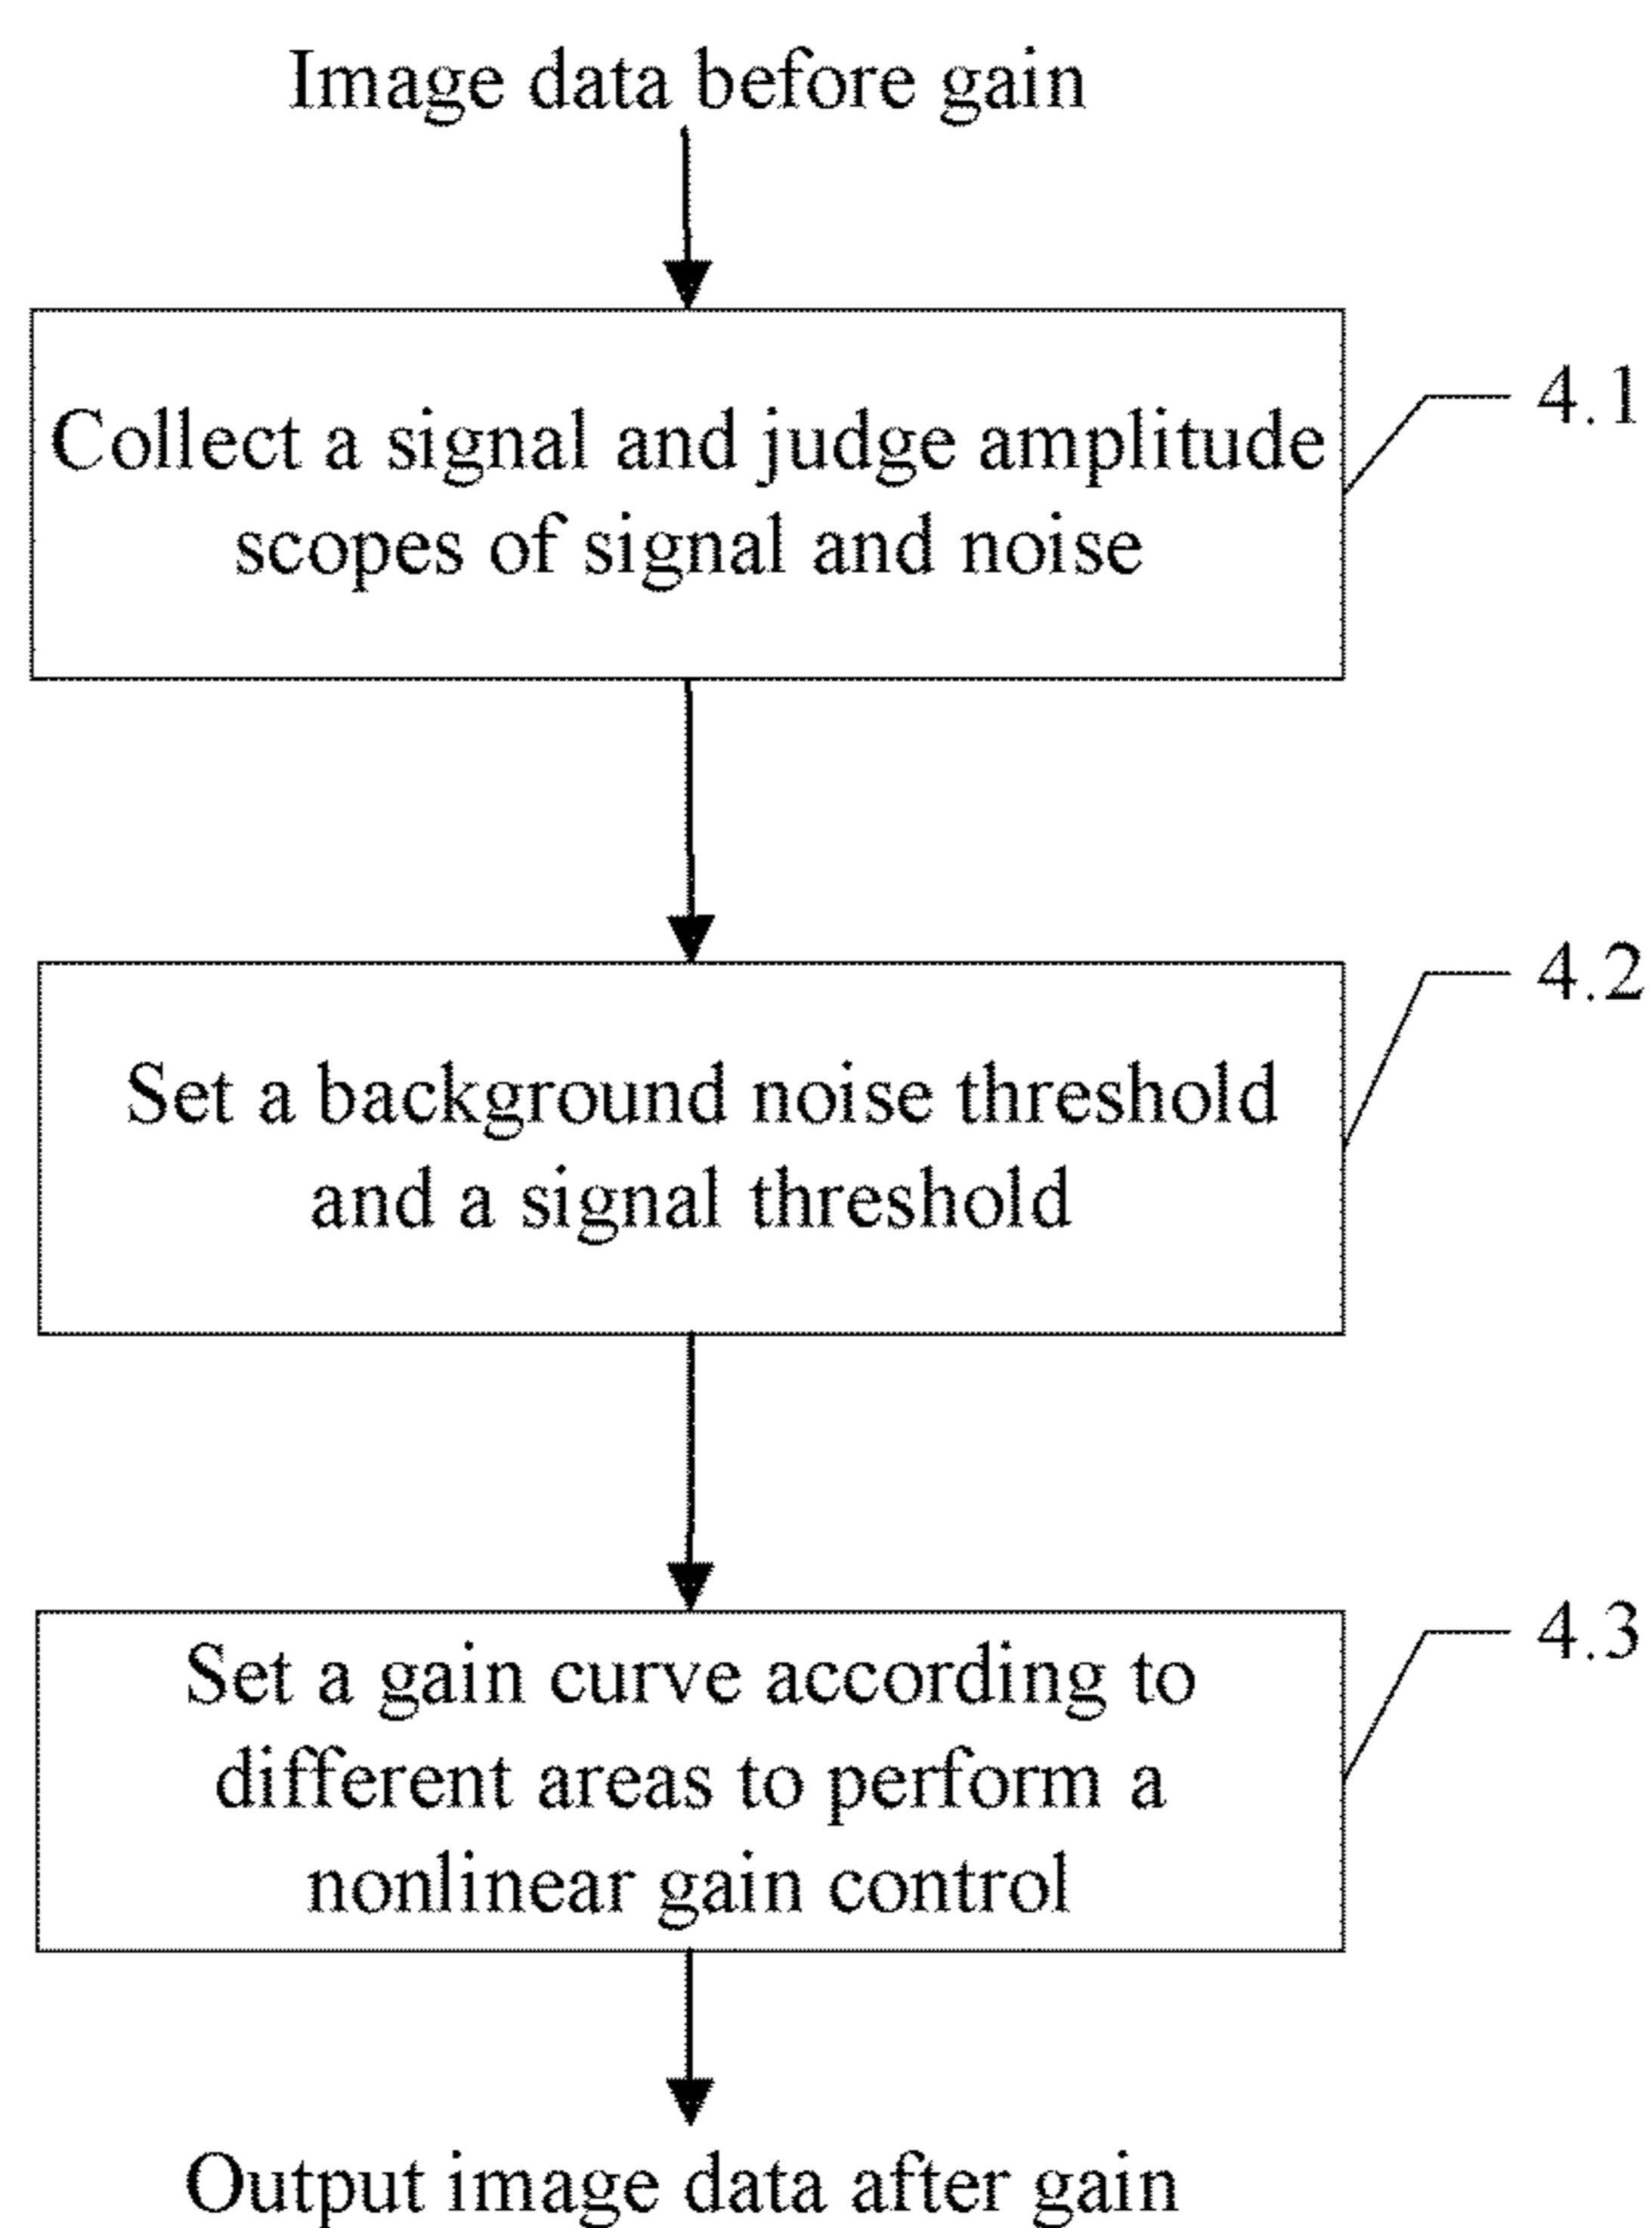 Image data before gain
4.1
Collect a signal and judge amplitude
scopes of signal and noise
4.2
Set a background noise threshold
and a signal threshold
4.3
Set a gain curve according to
different areas to perform a
nonlinear gain control
Output image data after gain